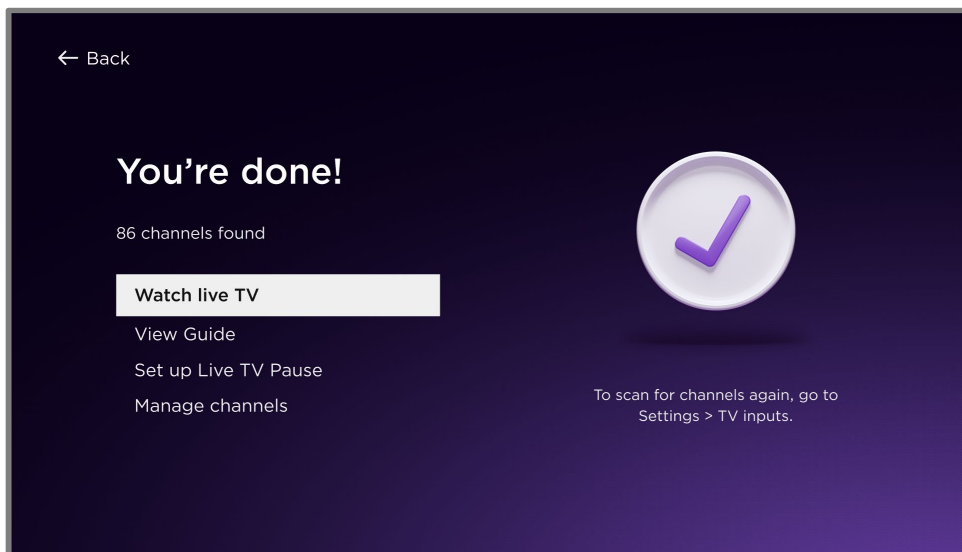 ← Back
You’re done!
86 channels found
Watch live TV
View Guide
Set up Live TV Pause
Manage channels
To scan for channels again, go to
Settings > TV inputs.